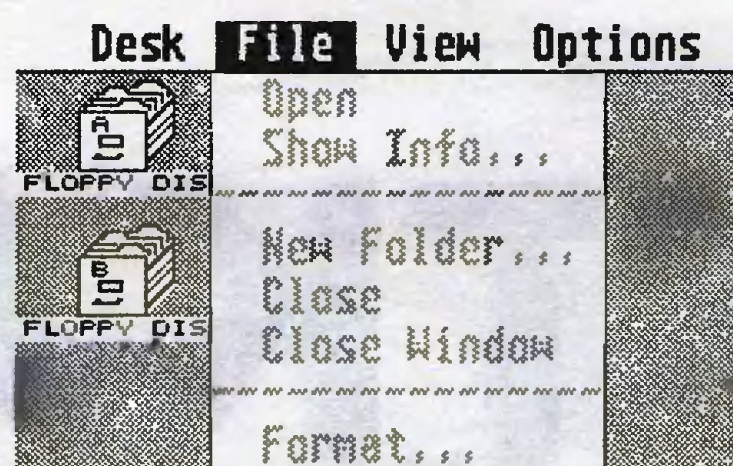 Desk File View Options
Open
Show Info...
A
FLOPPY DIS
New Folder...
B
Close
FLOPPY DIS
Close Window
Format...